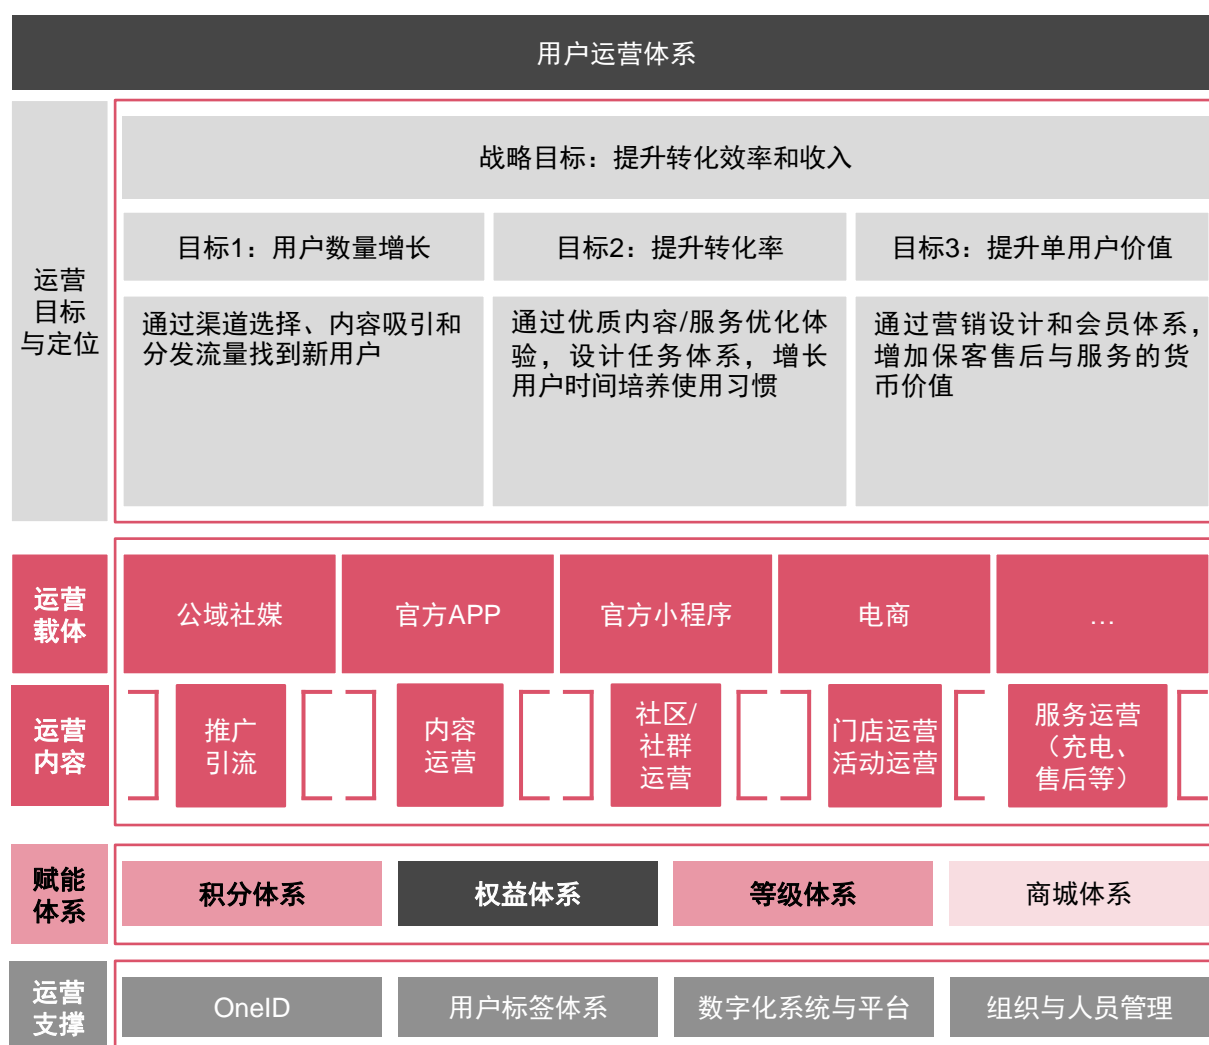 用户运营体系
运营
目标
与定位
战略目标：提升转化效率和收入
目标1：用户数量增长
目标2：提升转化率
目标3：提升单用户价值
通过渠道选择、内容吸引和
分发流量找到新用户
通过优质内容/服务优化体
验，设计任务体系，增长
用户时间培养使用习惯
通过营销设计和会员体系，
增加保客售后与服务的货
币价值
运营
载体
公域社媒
官方APP
官方小程序
电商
…
运营
内容
推广
引流
内容
运营
社区/
社群
运营
门店运营
活动运营
服务运营
（充电、
售后等）
赋能
体系
积分体系
权益体系
等级体系
商城体系
运营
支撑
OneID
用户标签体系
数字化系统与平台
组织与人员管理